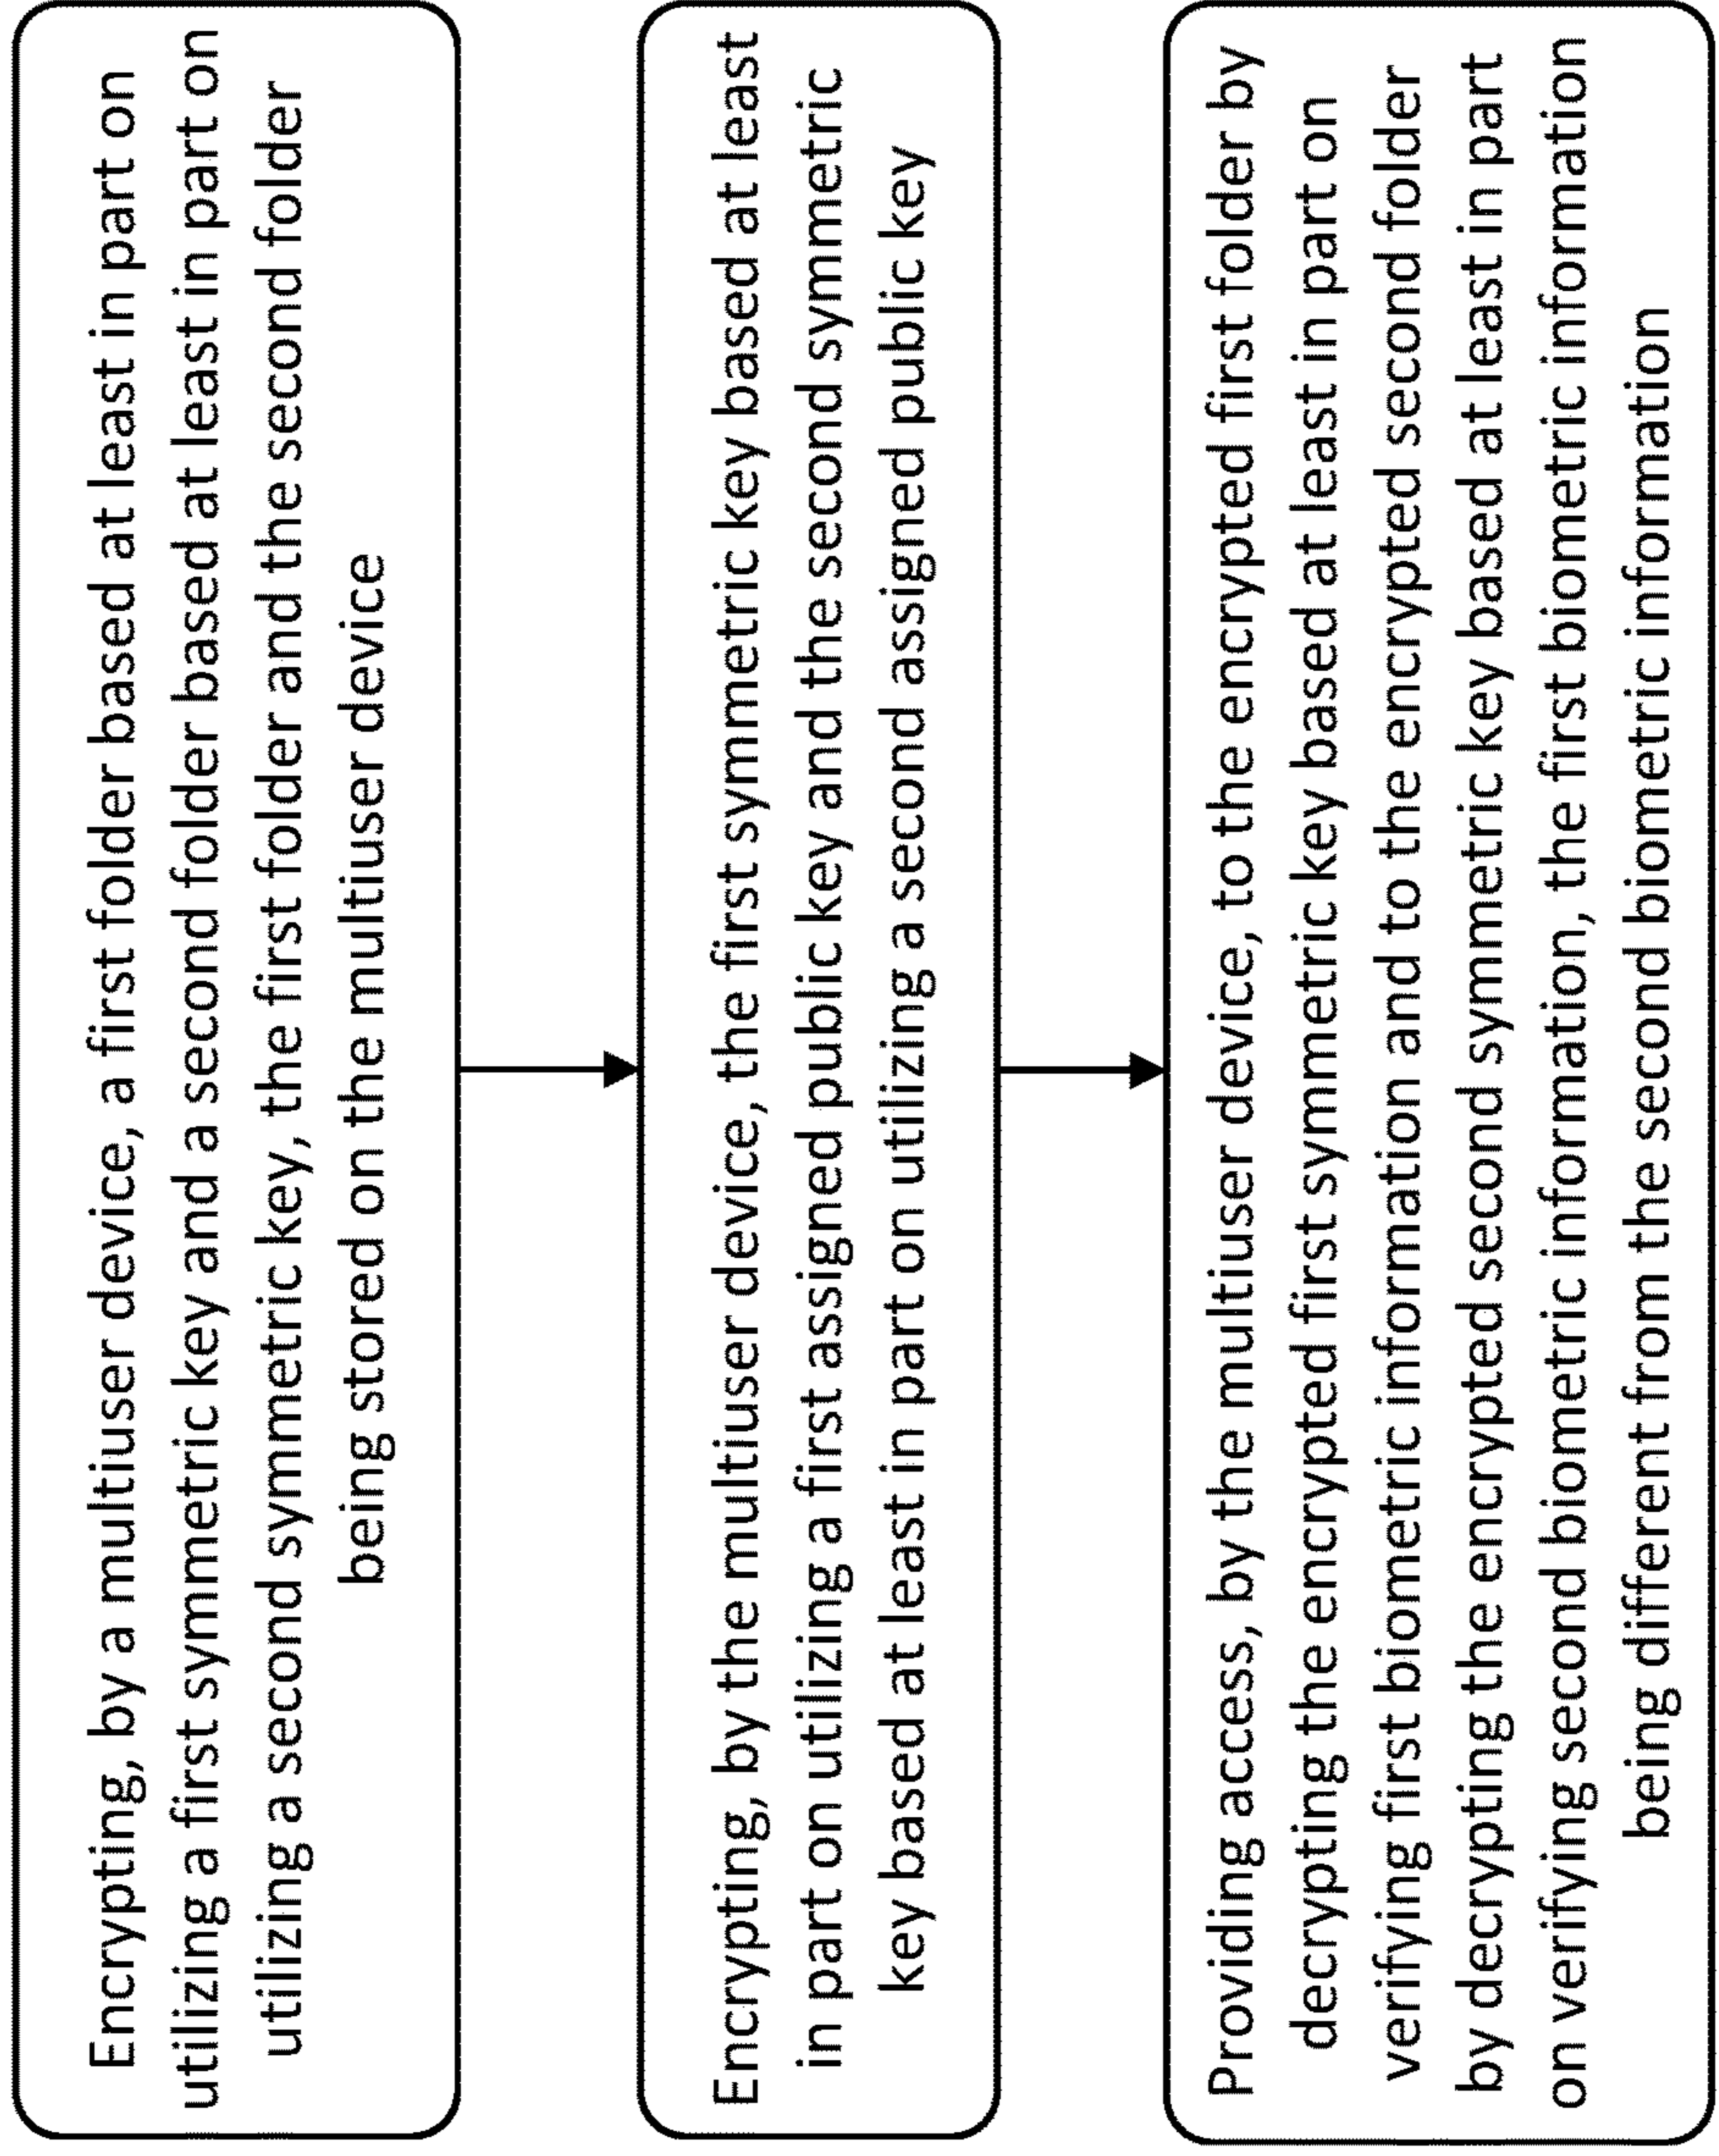 Encrypting, by a multiuser device, a first folder based at least in part on
utilizing a first symmetric key and a second folder based at least in part on
utilizing a second symmetric key, the first folder and the second folder
being stored on the multiuser device
Encrypting, by the multiuser device, the first symmetric key based at least
in part on utilizing a first assigned public key and the second symmetric
key based at least in part on utilizing a second assigned public key
Providing access, by the multiuser device, to the encrypted first folder by
decrypting the encrypted first symmetric key based at least in part on
verifying first biometric information and to the encrypted second folder
by decrypting the encrypted second symmetric key based at least in part
on verifying second biometric information, the first biometric information
being different from the second biometric information